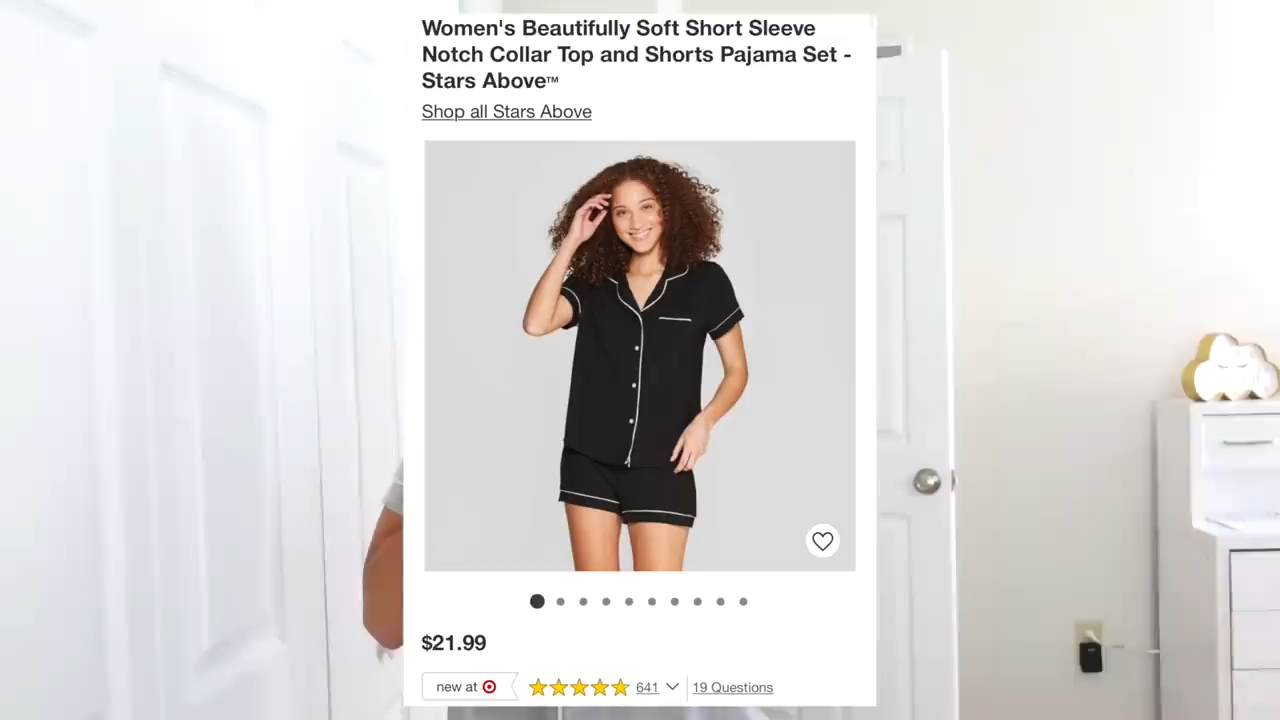 Women's Beautifully Soft Short Sleeve
Notch Collar Top and Shorts Pajama Set -
Stars Above™
Shop all Stars Above
$21.99
new at
641
19 Questions